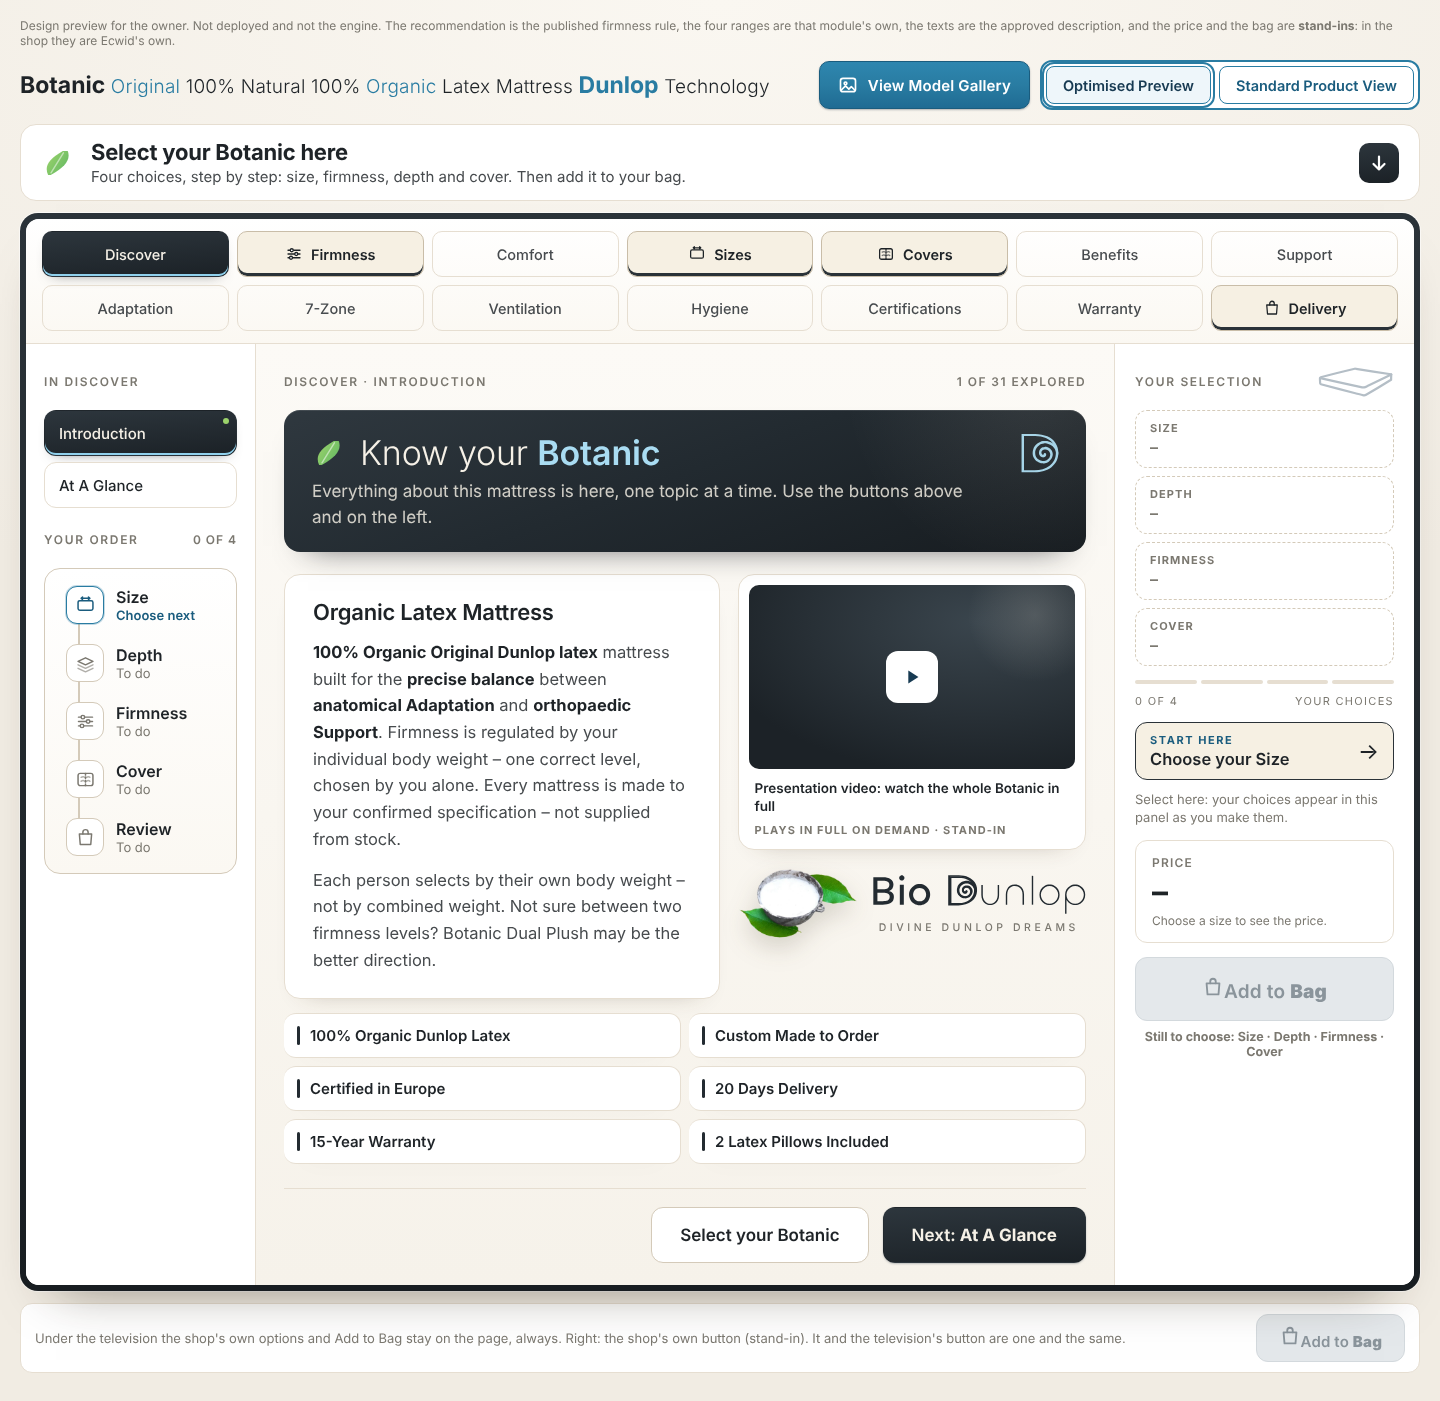 Design preview for the owner. Not deployed and not the engine. The recommendation is the published firmness rule, the four ranges are that module's own, the texts are the approved description, and the price and the bag are stand-ins: in the
shop they are Ecwid's own.
Botanic Original 100% Natural 100% Organic Latex Mattress Dunlop Technology
View Model Gallery
Optimised Preview
Standard Product View
Select your Botanic here
Four choices, step by step: size, firmness, depth and cover. Then add it to your bag.
Discover
Firmness
Comfort
Sizes
Covers
Benefits
Support
Adaptation
7-Zone
Ventilation
Hygiene
Certifications
Warranty
Delivery
IN DISCOVER
Introduction
At A Glance
YOUR ORDER
0 OF 4
Size
Choose next
Depth
To do
Firmness
To do
Cover
To do
Review
To do
DISCOVER · INTRODUCTION
1 OF 31 EXPLORED
Know your Botanic
Everything about this mattress is here, one topic at a time. Use the buttons above
and on the left.
Organic Latex Mattress
100% Organic Original Dunlop latex mattress
built for the precise balance between
anatomical Adaptation and orthopaedic
Support. Firmness is regulated by your
individual body weight – one correct level,
chosen by you alone. Every mattress is made to
your confirmed specification – not supplied
from stock.
Each person selects by their own body weight –
not by combined weight. Not sure between two
firmness levels? Botanic Dual Plush may be the
better direction.
Presentation video: watch the whole Botanic in
full
PLAYS IN FULL ON DEMAND · STAND-IN
Bio Dunlop
DIVINE DUNLOP DREAMS
100% Organic Dunlop Latex
Custom Made to Order
Certified in Europe
20 Days Delivery
15-Year Warranty
2 Latex Pillows Included
Select your Botanic
Next: At A Glance
YOUR SELECTION
SIZE
–
DEPTH
–
FIRMNESS
–
COVER
–
0 OF 4
YOUR CHOICES
START HERE
Choose your Size
Select here: your choices appear in this
panel as you make them.
PRICE
–
Choose a size to see the price.
Add to Bag
Still to choose: Size · Depth · Firmness ·
Cover
Under the television the shop's own options and Add to Bag stay on the page, always. Right: the shop's own button (stand-in). It and the television's button are one and the same.
Add to Bag